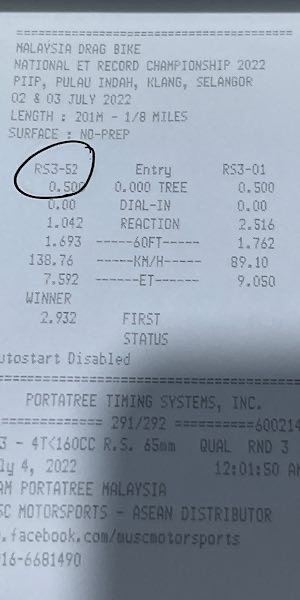 MALAYSIA DRAG BIKE
NATIONAL ET RECORD CHAMPIONSHIP 2022
PIIP, PULAU INDAH, KLANG, SELANGOR
02 & 03 JULY 2022
LENGTH : 201M - 1/8 MILES
SURFACE : NO-PREP
RS3-52 Entry RS3-01
0.500 0.000 TREE 0.500
0.00 DIAL-IN 0.00
1.042 REACTION 2.516
1.693 -----60FT------ 1.762
138.76 -----KM/H------ 89.10
7.592 ------ET------- 9.050
WINNER
2.932 FIRST
STATUS
utostart Disabled
PORTATREE TIMING SYSTEMS, INC.
============ 291/292 ==========600214
3 - 4T<160CC R.S. 65mm QUAL RND 3
ly 4, 2022 12:01:50 AM
AM PORTATREE MALAYSIA
SC MOTORSPORTS - ASEAN DISTRIBUTOR
.facebook.com/muscmotorsports
16-6681490